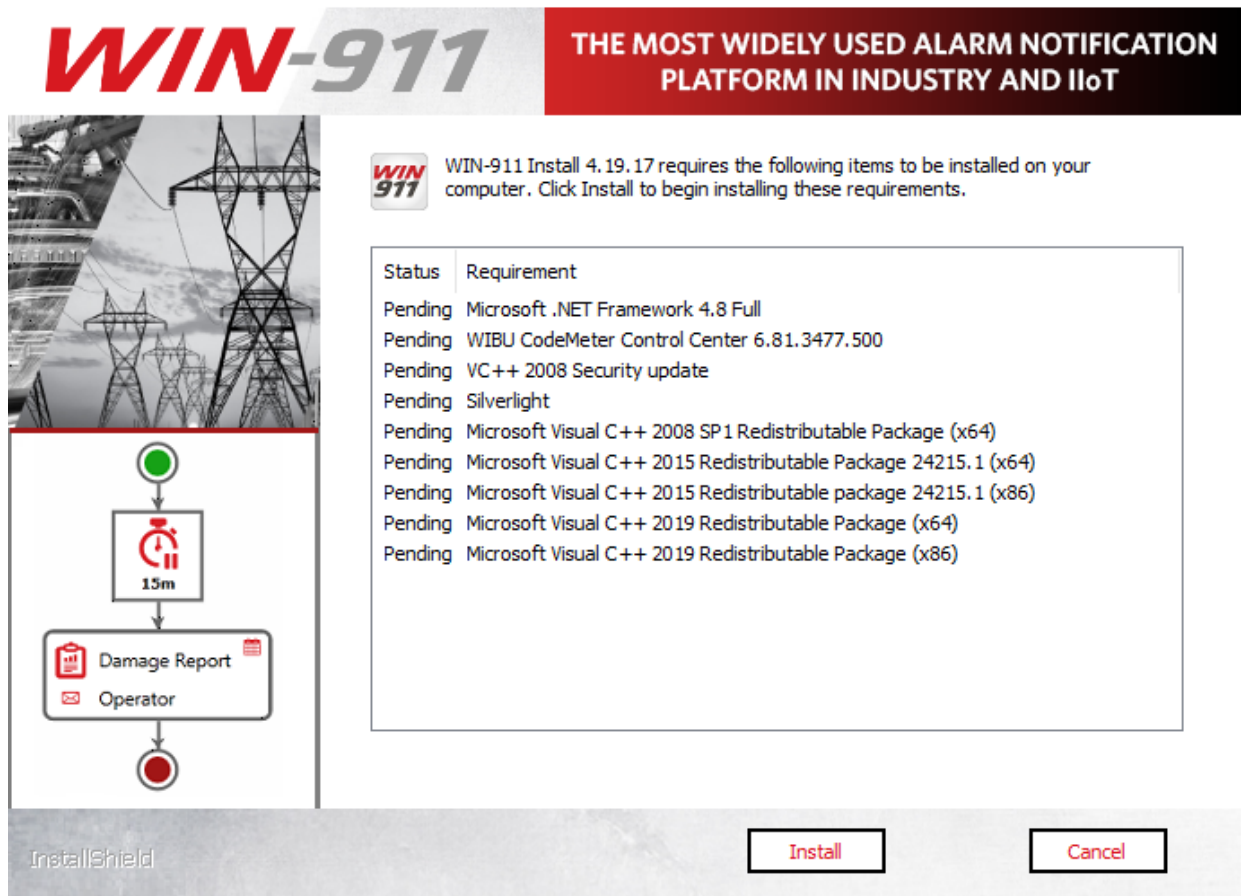 WIN-911
THE MOST WIDELY USED ALARM NOTIFICATION
PLATFORM IN INDUSTRY AND IIoT
WIN
911
WIN-911 Install 4.19.17 requires the following items to be installed on your
computer. Click Install to begin installing these requirements.
Status Requirement
Pending Microsoft .NET Framework 4.8 Full
Pending WIBU CodeMeter Control Center 6.81.3477.500
Pending VC++ 2008 Security update
Pending Silverlight
Pending Microsoft Visual C++ 2008 SP1 Redistributable Package (x64)
Pending Microsoft Visual C++ 2015 Redistributable Package 24215.1 (x64)
Pending Microsoft Visual C++ 2015 Redistributable package 24215.1 (x86)
Pending Microsoft Visual C++ 2019 Redistributable Package (x64)
Pending Microsoft Visual C++ 2019 Redistributable Package (x86)
15m
Damage Report
Operator
InstallShield
Install
Cancel